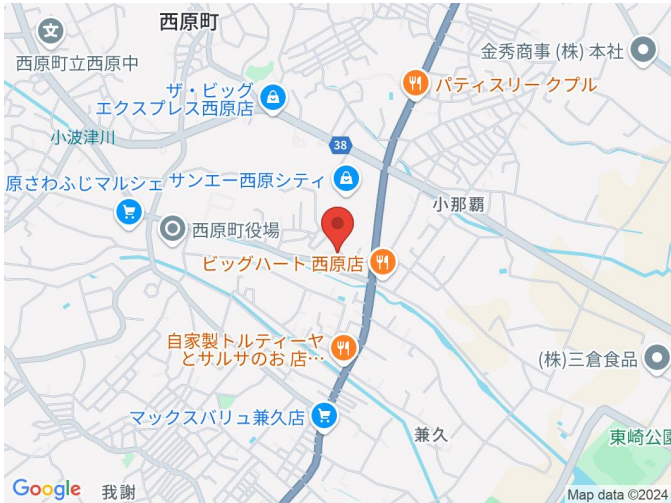 西原町
西原町立西原中
金秀商事 (株) 本社
パティスリー クプル
ザ・ビッグ
エクスプレス西原店
小波津川
38
サンエー西原シティ
原さわふじマルシェ
小那覇
西原町役場
ビッグハート 西原店
自家製トルティーヤ
とサルサのお 店…
(株)三倉食品
マックスバリュ兼久店
兼久
東崎公園
我謝
Google
Map data ©2024